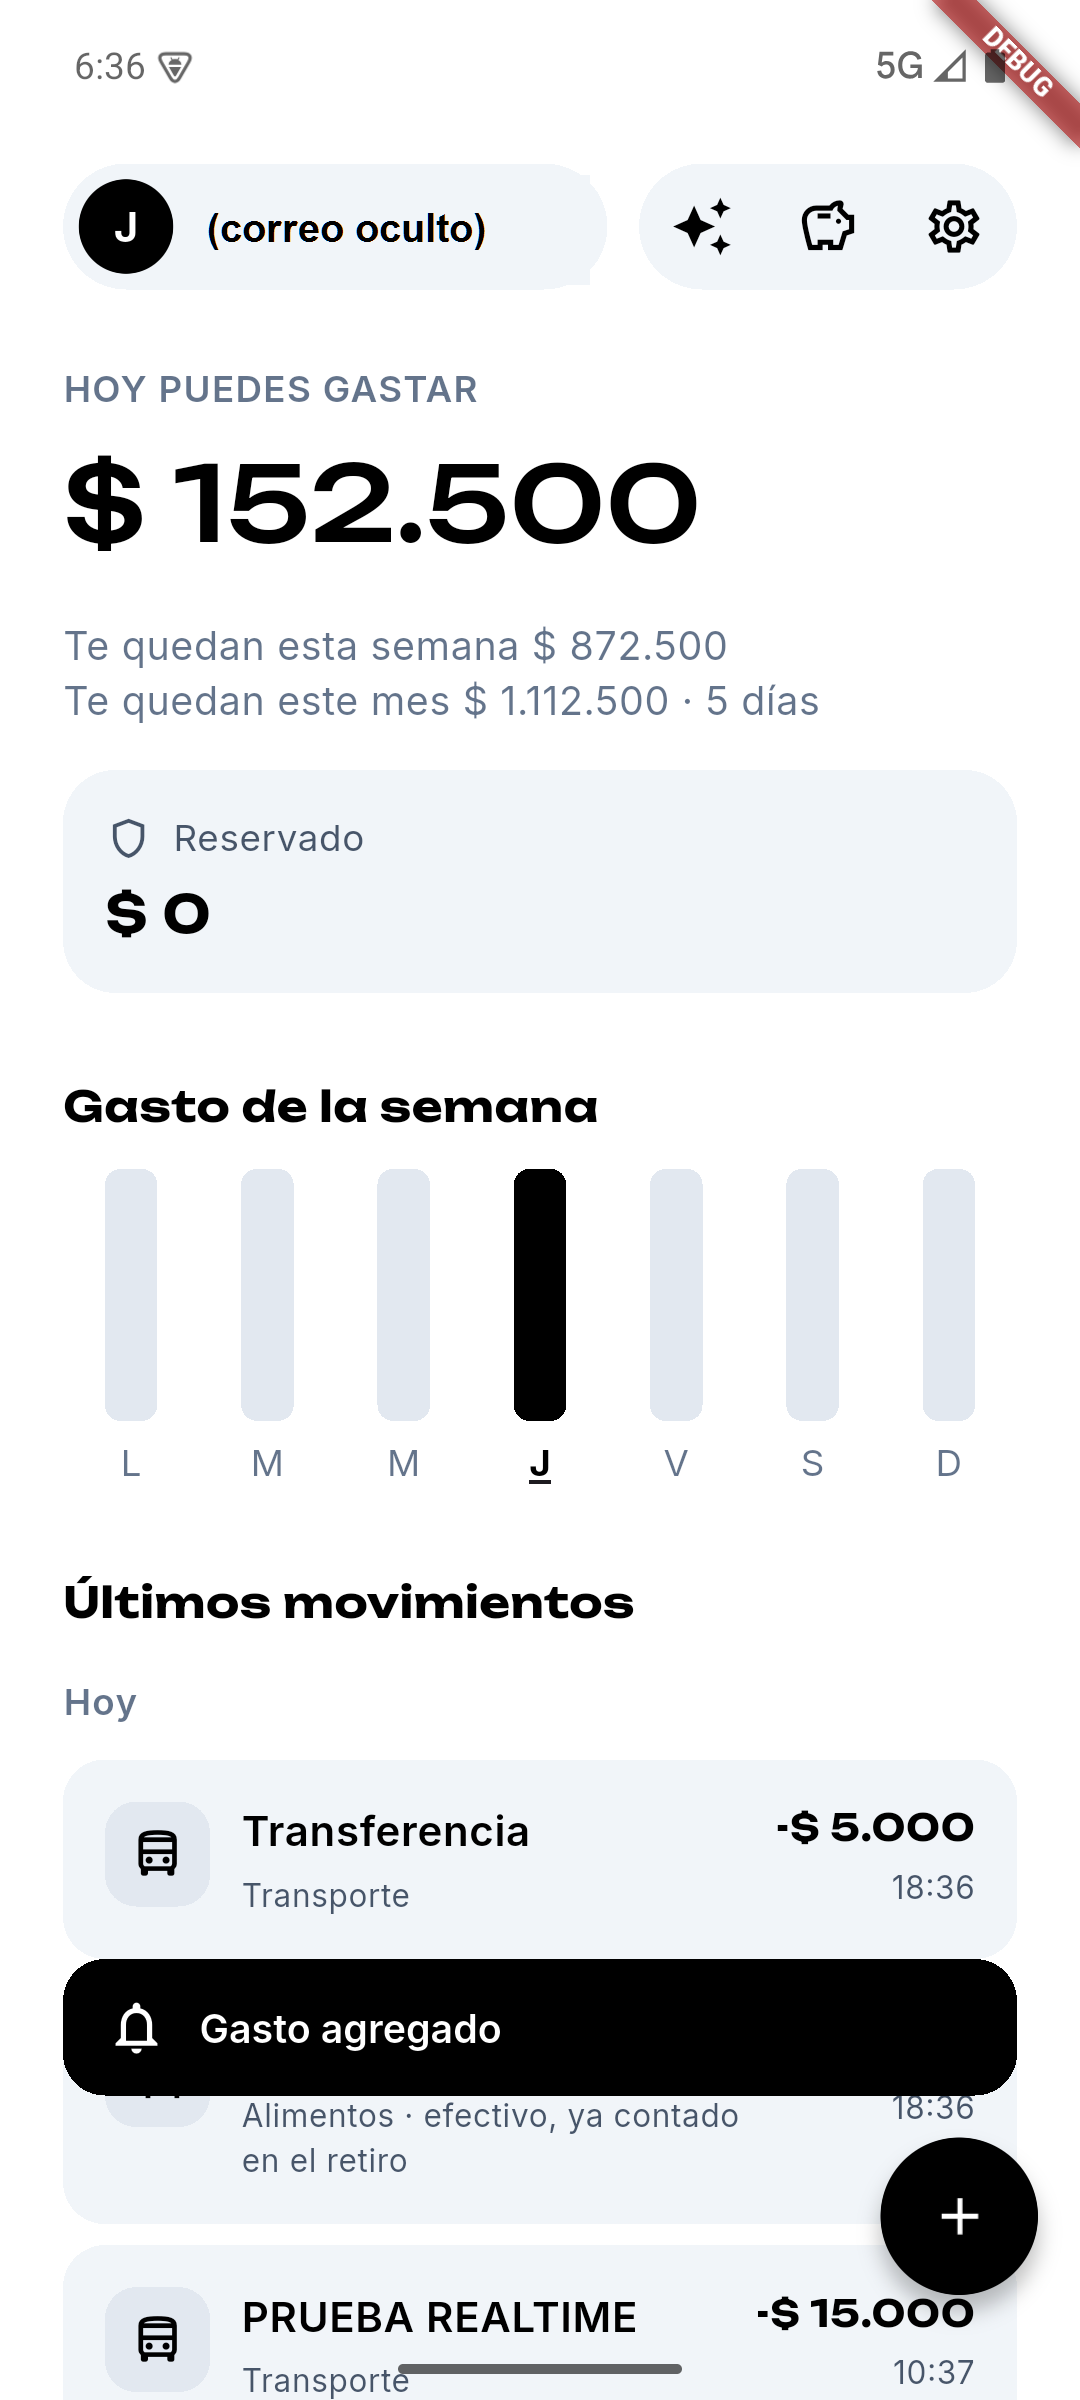 6:36
5G
DEBUG
J
(correo oculto)
HOY PUEDES GASTAR
$ 152.500
Te quedan esta semana $ 872.500
Te quedan este mes $ 1.112.500 · 5 días
Reservado
$ 0
Gasto de la semana
L M M J V S D
Últimos movimientos
Hoy
Transferencia -$ 5.000
Transporte 18:36
Gasto agregado
Alimentos · efectivo, ya contado 18:36
en el retiro
+
PRUEBA REALTIME -$ 15.000
Transporte 10:37